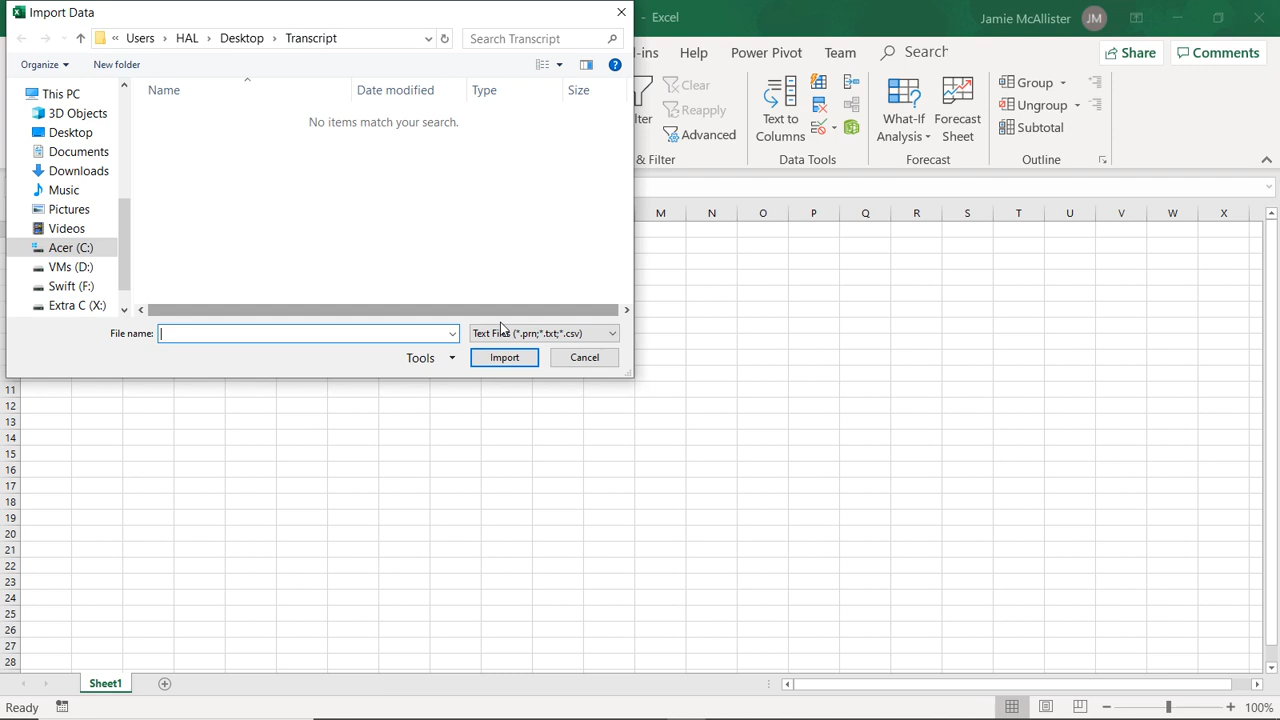 Import Data
- Excel
Jamie McAllister
JM
Users
HAL
Desktop
Transcript
Search Transcript
Organize
New folder
Name
Date modified
Type
Size
No items match your search.
This PC
3D Objects
Desktop
Documents
Downloads
Music
Pictures
Videos
Acer (C:)
VMs (D:)
Swift (F:)
Extra C (X:)
File name:
Text Files (*.prn;*.txt;*.csv)
Tools
Import
Cancel
Help
Power Pivot
Team
Search
Share
Comments
Clear
Reapply
Advanced
& Filter
Text to
Columns
Data Tools
What-If
Analysis
Forecast
Sheet
Forecast
Group
Ungroup
Subtotal
Outline
M N O P Q R S T U V W X
11
12
13
14
15
16
17
18
19
20
21
22
23
24
25
26
27
28
Sheet1
Ready
100%